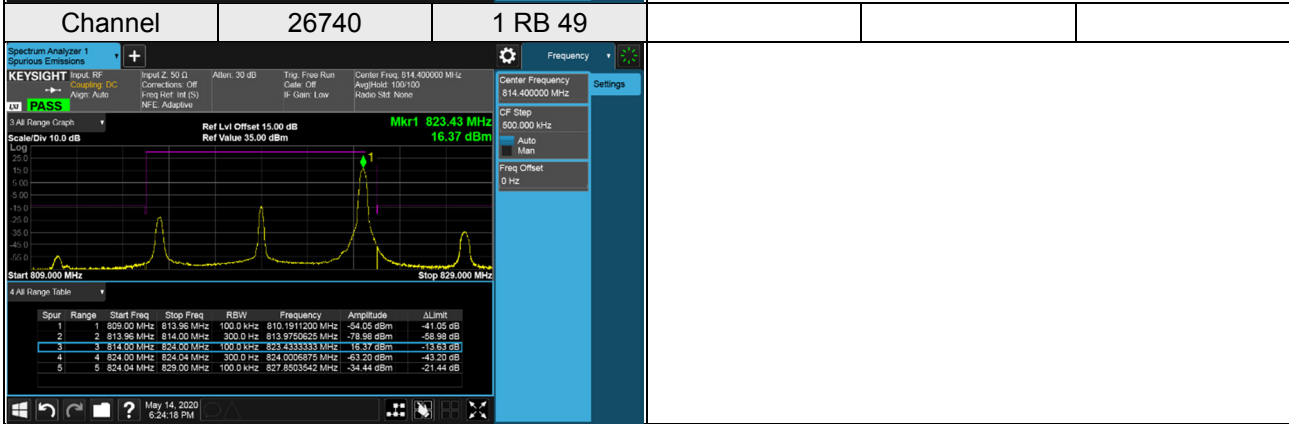 Channel 26740 1 RB 49
Spectrum Analyzer 1
Spurious Emissions
Frequency
KEYSIGHT Input: RF Input Z: 50 Ω Atten: 30 dB Trig: Free Run Center Freq: 814.400000 MHz
Coupling: DC Corrections: Off Gate: Off Avg|Hold: 100/100
Align: Auto Freq Ref: Int (S) IF Gain: Low Radio Std: None
LXI PASS NFE: Adaptive
Center Frequency
814.400000 MHz
Settings
CF Step
500.000 kHz
Auto
Man
Freq Offset
0 Hz
3 All Range Graph
Ref Lvl Offset 15.00 dB
Mkr1 823.43 MHz
Scale/Div 10.0 dB
Ref Value 35.00 dBm
16.37 dBm
Log
1
25.0
15.0
5.00
-5.00
-15.0
-25.0
-35.0
-45.0
-55.0
Start 809.000 MHz
Stop 829.000 MHz
4 All Range Table
Spur Range Start Freq Stop Freq RBW Frequency Amplitude ΔLimit
1 1 809.00 MHz 813.96 MHz 100.0 kHz 810.1911200 MHz -54.05 dBm -41.05 dB
2 2 813.96 MHz 814.00 MHz 300.0 Hz 813.9750625 MHz -78.98 dBm -58.98 dB
3 3 814.00 MHz 824.00 MHz 100.0 kHz 823.4333333 MHz 16.37 dBm -13.63 dB
4 4 824.00 MHz 824.04 MHz 300.0 Hz 824.0006875 MHz -63.20 dBm -43.20 dB
5 5 824.04 MHz 829.00 MHz 100.0 kHz 827.8503542 MHz -34.44 dBm -21.44 dB
?
May 14, 2020
6:24:18 PM